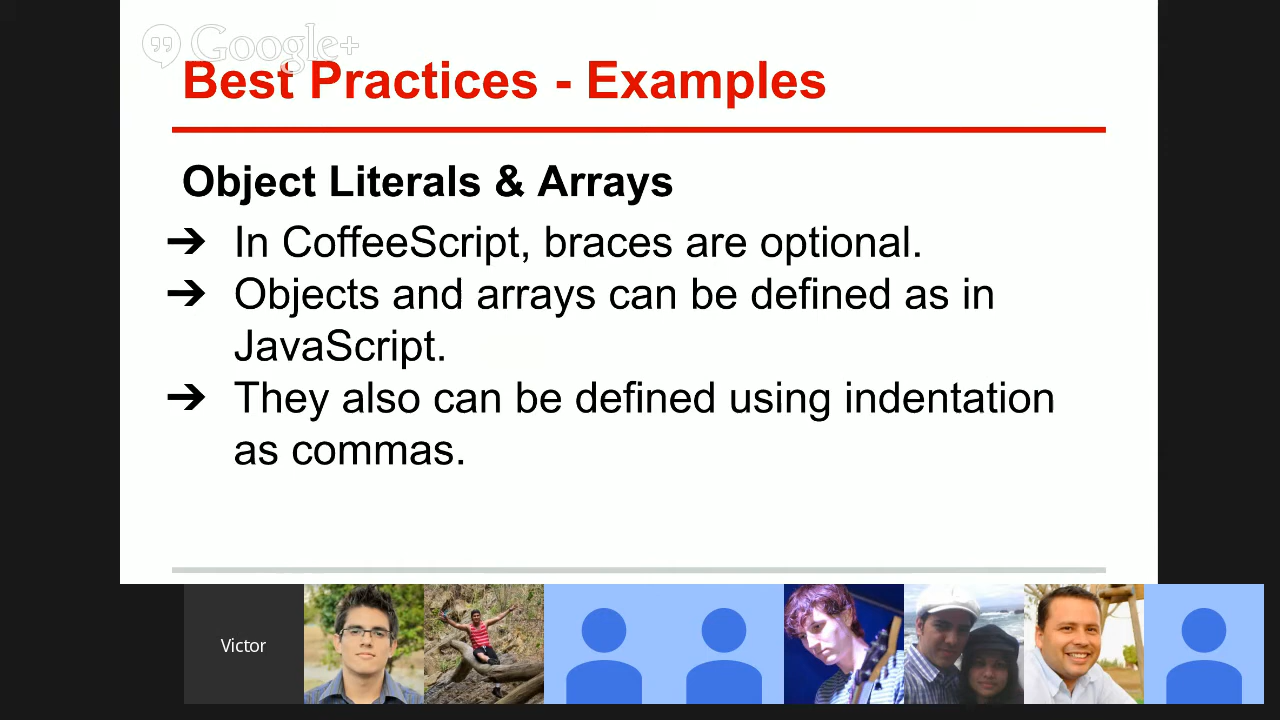 Google+
Best Practices - Examples
Object Literals & Arrays
➔ In CoffeeScript, braces are optional.
➔ Objects and arrays can be defined as in
JavaScript.
➔ They also can be defined using indentation
as commas.
Victor